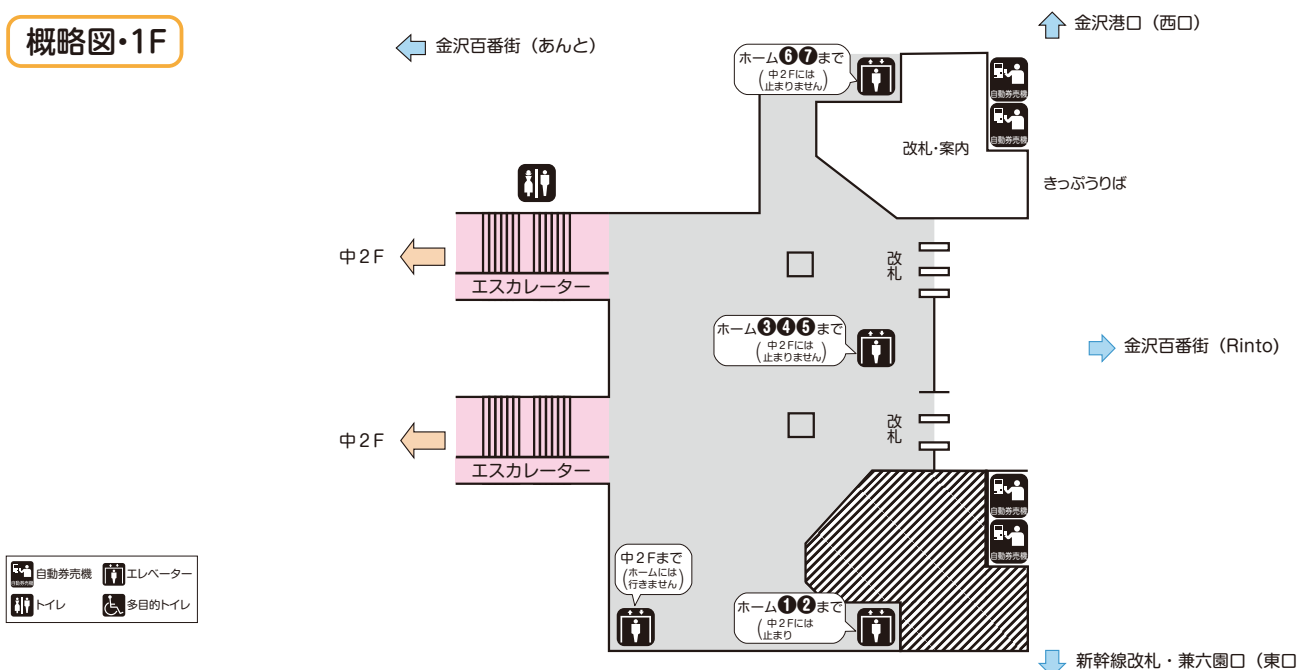 概略図・1F
金沢百番街（あんと）
金沢港口（西口）
ホーム❻❼まで
（中2Fには
止まりません）
自動券売機
自動券売機
改札・案内
きっぷうりば
中2F
エスカレーター
改札
ホーム❸❹❺まで
（中2Fには
止まりません）
金沢百番街（Rinto）
中2F
エスカレーター
改札
自動券売機
自動券売機
中2Fまで
（ホームには
行きません）
ホーム❶❷まで
（中2Fには
止まり
自動券売機
自動券売機
エレベーター
トイレ
多目的トイレ
新幹線改札・兼六園口（東口